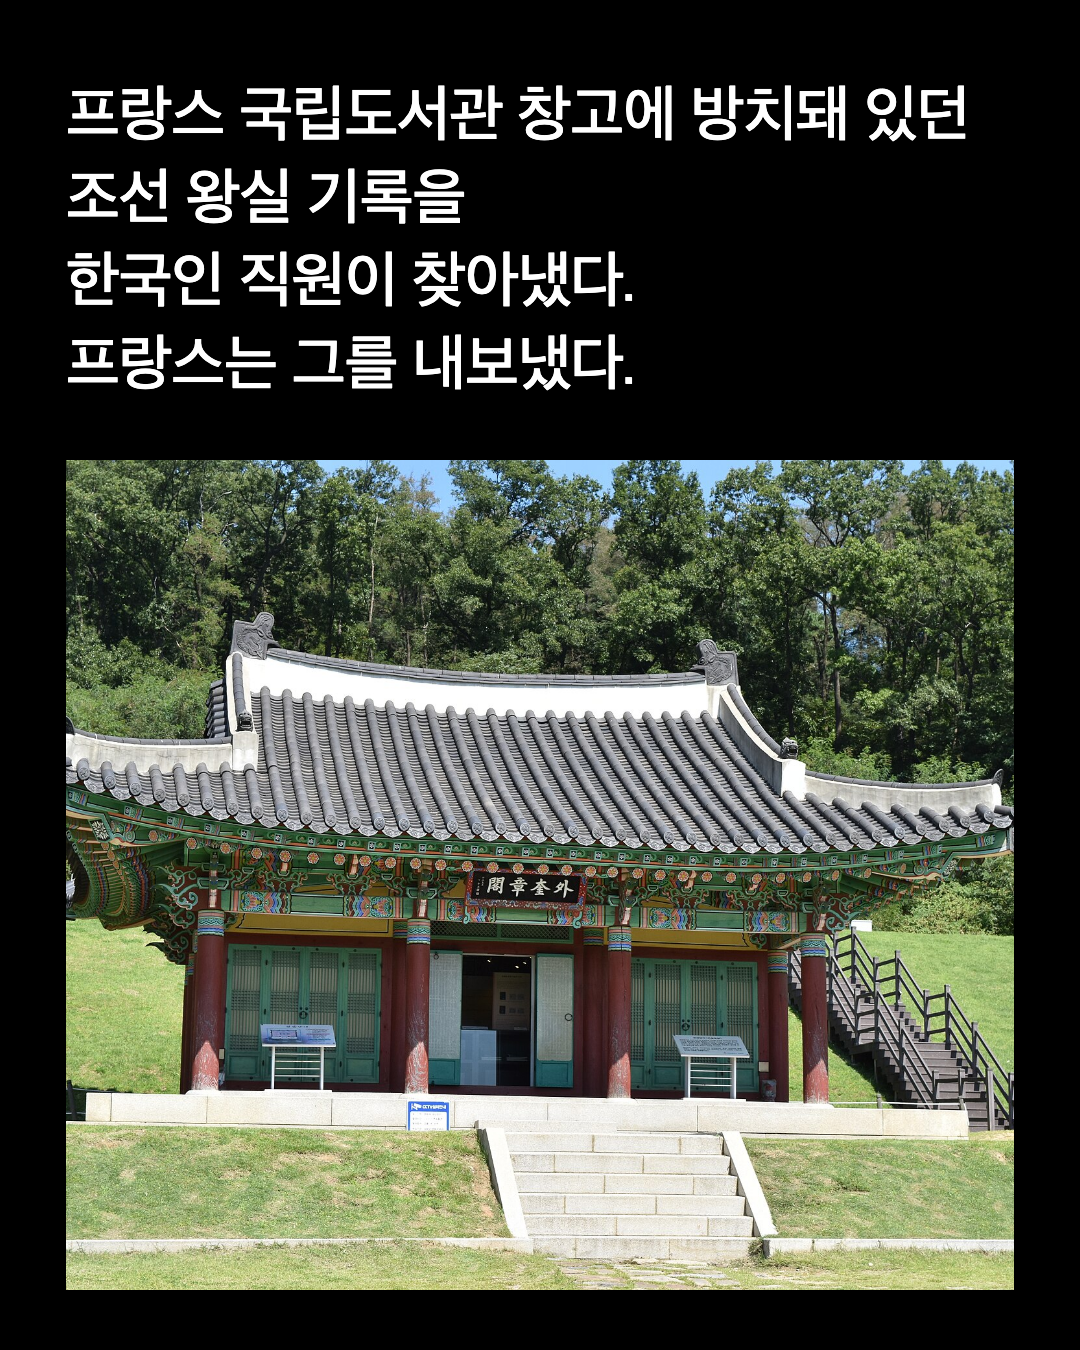 프랑스 국립도서관 창고에 방치돼 있던
조선 왕실 기록을
한국인 직원이 찾아냈다.
프랑스는 그를 내보냈다.
外奎章閣